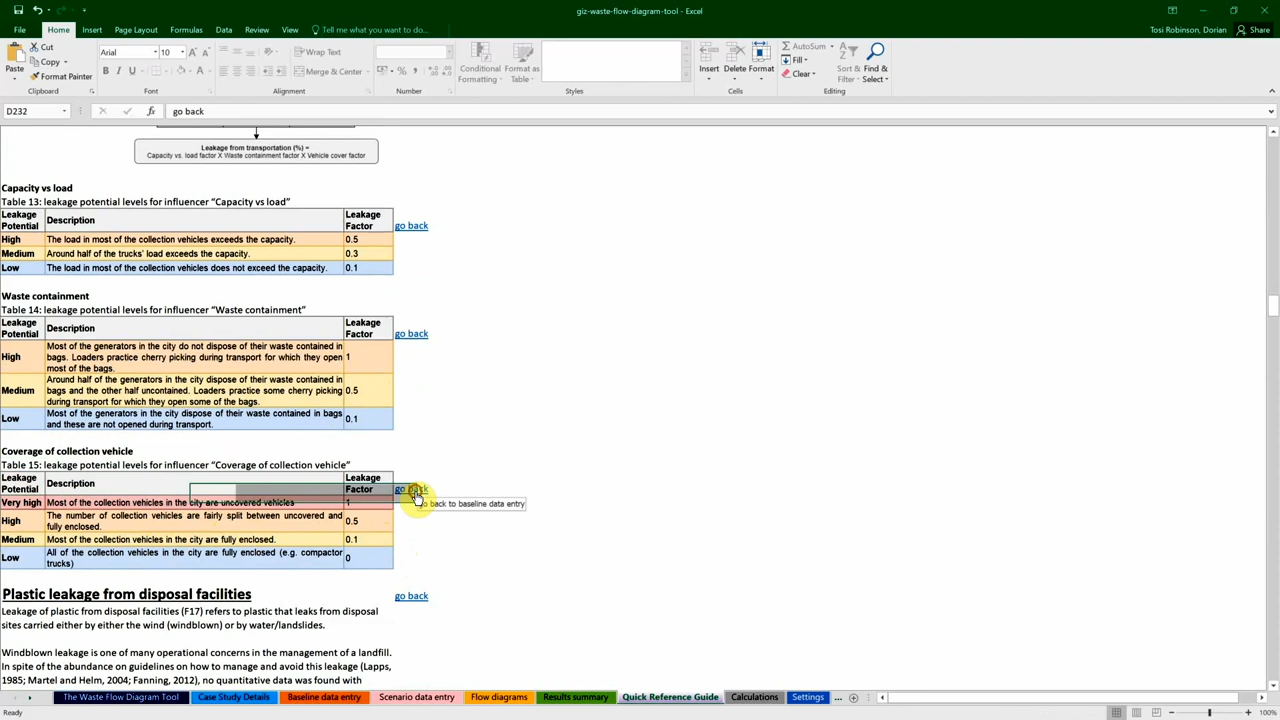 giz-waste-flow-diagram-tool - Excel
Tosi Robinson, Dorian
Share
File Home Insert Page Layout Formulas Data Review View Tell me what you want to do...
Paste
Cut
Copy
Format Painter
Clipboard
Arial 10
B I U
Font
Wrap Text
Merge & Center
Alignment
%
Number
Conditional Formatting
Format as Table
Styles
Insert Delete Format
Cells
AutoSum
Fill
Clear
Sort & Filter
Find & Select
Editing
D232
fx
go back
Leakage from transportation (%) =
Capacity vs. load factor X Waste containment factor X Vehicle cover factor
Capacity vs load
Table 13: leakage potential levels for influencer "Capacity vs load"
Leakage Potential Description Leakage Factor
go back
High The load in most of the collection vehicles exceeds the capacity. 0.5
Medium Around half of the trucks' load exceeds the capacity. 0.3
Low The load in most of the collection vehicles does not exceed the capacity. 0.1
Waste containment
Table 14: leakage potential levels for influencer "Waste containment"
Leakage Potential Description Leakage Factor
go back
High Most of the generators in the city do not dispose of their waste contained in
bags. Loaders practice cherry picking during transport for which they open 1
most of the bags.
Around half of the generators in the city dispose of their waste contained in
Medium bags and the other half uncontained. Loaders practice some cherry picking 0.5
during transport for which they open some of the bags.
Low Most of the generators in the city dispose of their waste contained in bags 0.1
and these are not opened during transport.
Coverage of collection vehicle
Table 15: leakage potential levels for influencer "Coverage of collection vehicle"
Leakage Potential Description Leakage Factor
go back
go back to baseline data entry
Very high Most of the collection vehicles in the city are uncovered vehicles 1
High The number of collection vehicles are fairly split between uncovered and 0.5
fully enclosed.
Medium Most of the collection vehicles in the city are fully enclosed. 0.1
Low All of the collection vehicles in the city are fully enclosed (e.g. compactor 0
trucks)
Plastic leakage from disposal facilities
go back
Leakage of plastic from disposal facilities (F17) refers to plastic that leaks from disposal
sites carried either by either the wind (windblown) or by water/landslides.
Windblown leakage is one of many operational concerns in the management of a landfill.
In spite of the abundance on guidelines on how to manage and avoid this leakage (Lapps,
1985; Martel and Helm, 2004; Fanning, 2012), no quantitative data was found with
The Waste Flow Diagram Tool Case Study Details Baseline data entry Scenario data entry Flow diagrams Results summary Quick Reference Guide Calculations Settings ...
Ready
100%